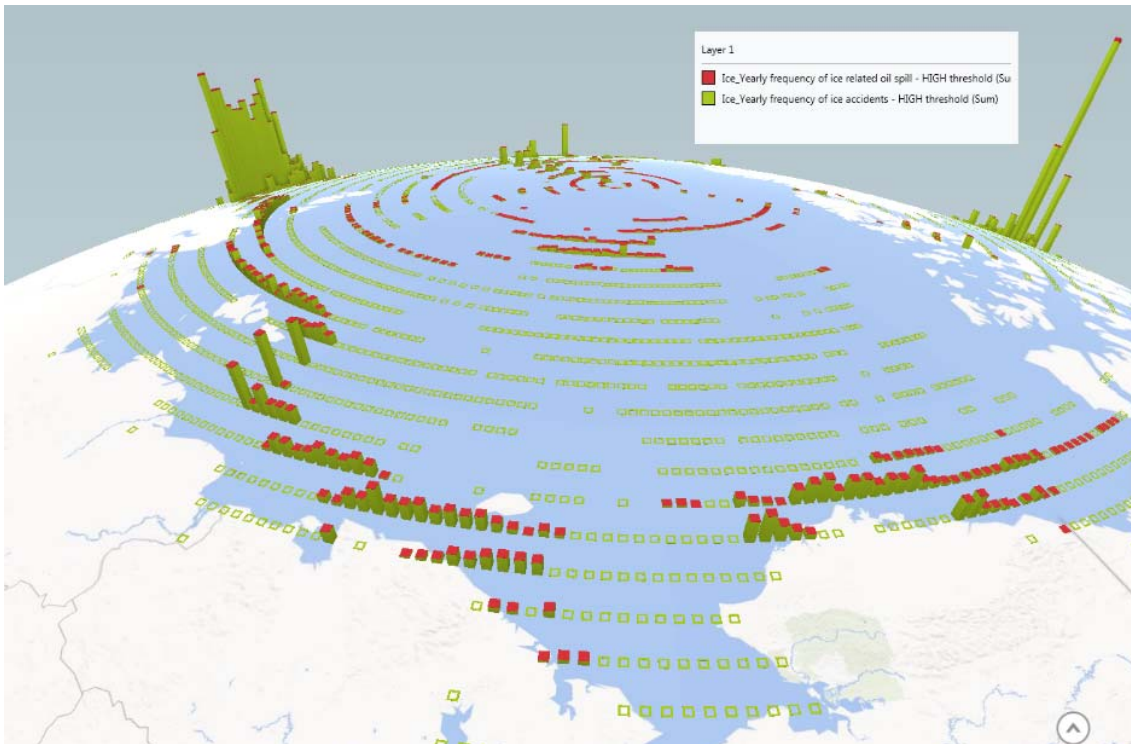 Layer 1
Ice_Yearly frequency of ice related oil spill - HIGH threshold (Su
Ice_Yearly frequency of ice accidents - HIGH threshold (Sum)